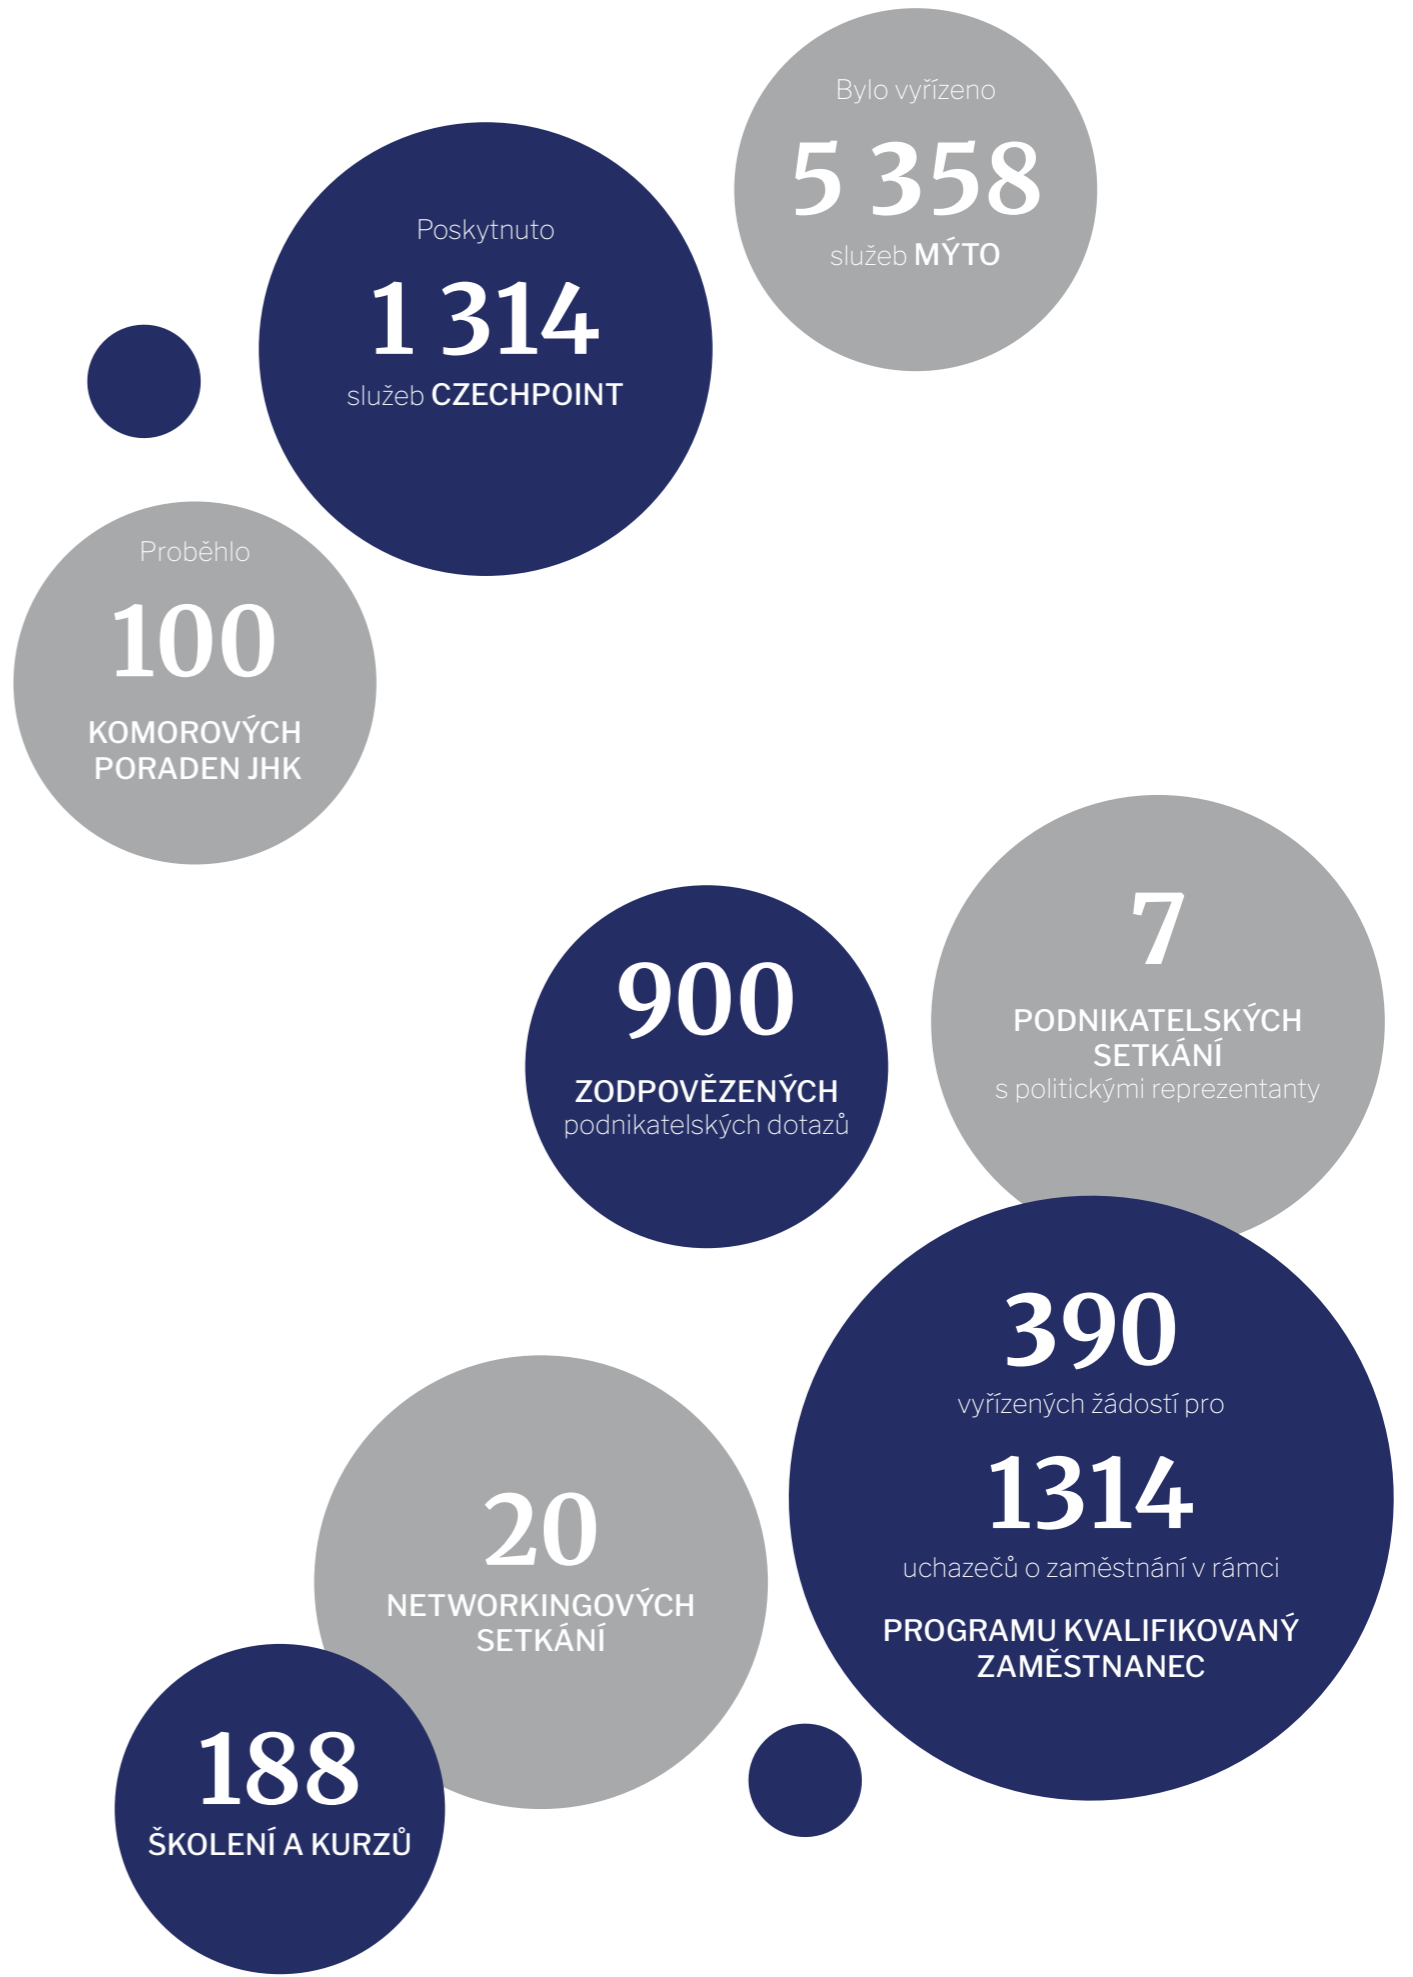 Bylo vyřízeno
5 358
služeb MÝTO
Poskytnuto
1 314
služeb CZECHPOINT
Proběhlo
100
KOMOROVÝCH
PORADEN JHK
7
PODNIKATELSKÝCH
SETKÁNÍ
s politickými reprezentanty
900
ZODPOVĚZENÝCH
podnikatelských dotazů
390
vyřízených žádostí pro
1314
uchazečů o zaměstnání v rámci
PROGRAMU KVALIFIKOVANÝ
ZAMĚSTNANEC
20
NETWORKINGOVÝCH
SETKÁNÍ
188
ŠKOLENÍ A KURZŮ